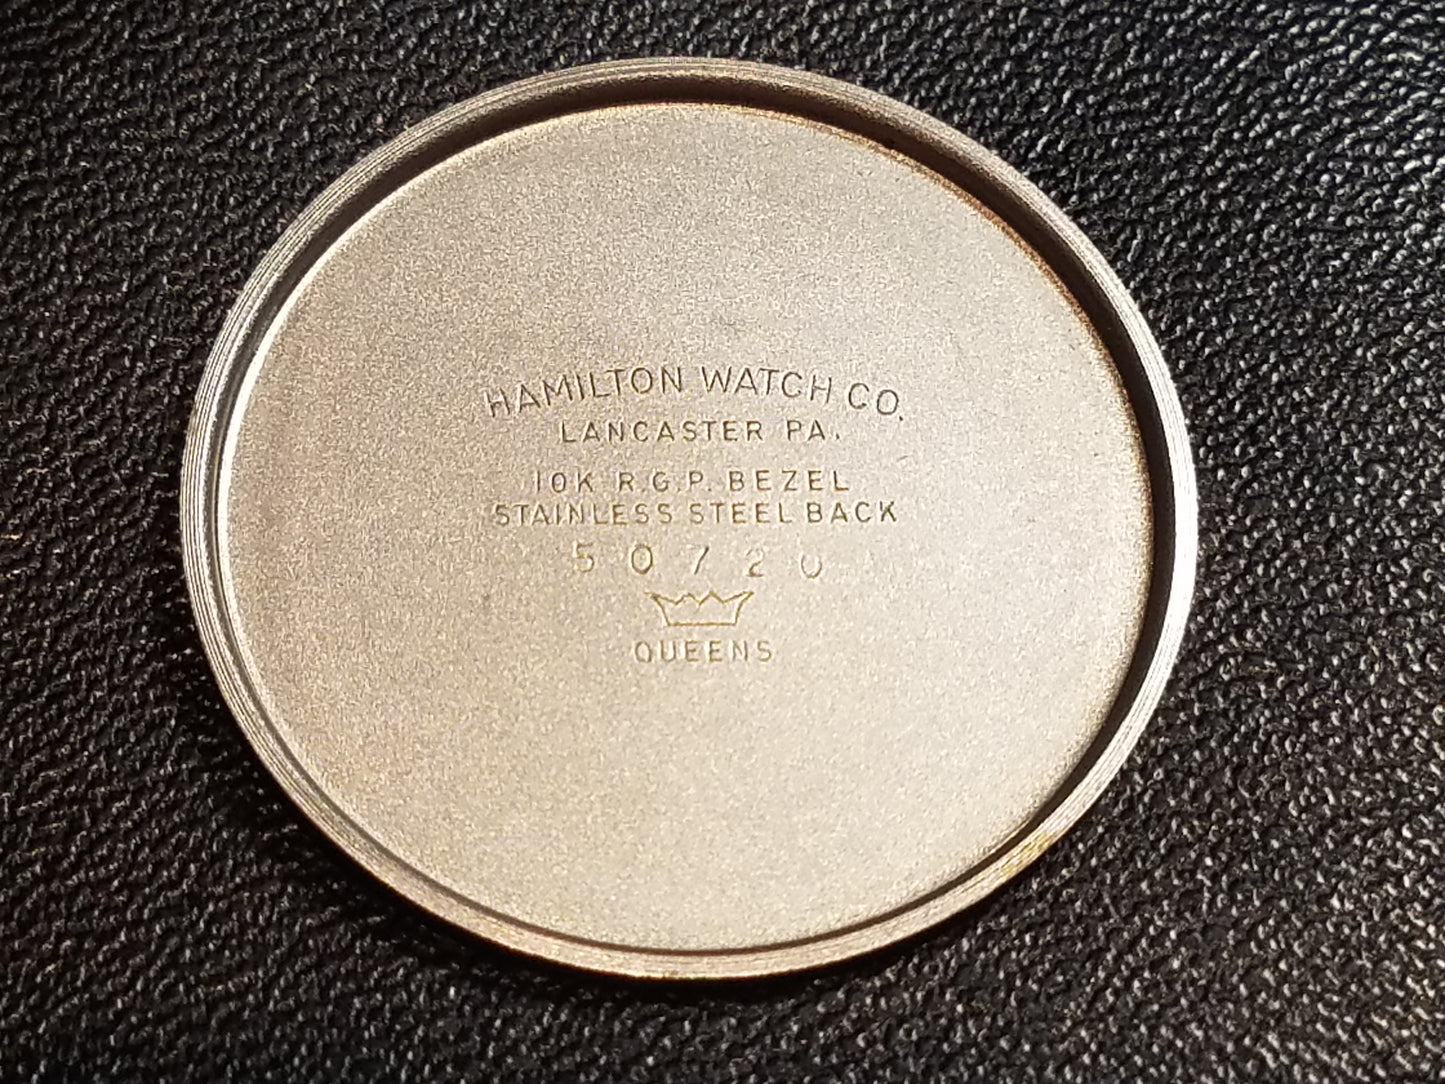 HAMILTON WATCH CO.
LANCASTER PA.
10K R.G.P. BEZEL
STAINLESS STEEL BACK
50720
QUEENS